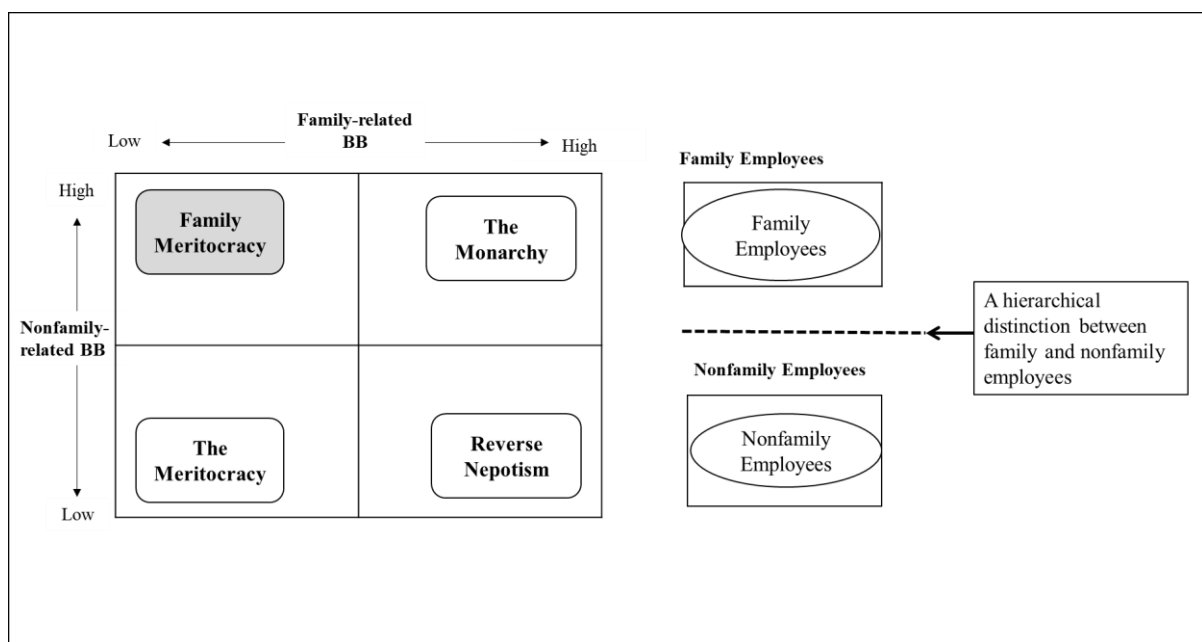 Family-related
BB
Low
High
High
Nonfamily-
related BB
Low
Family
Meritocracy
The
Monarchy
The
Meritocracy
Reverse
Nepotism
Family Employees
Family
Employees
A hierarchical
distinction between
family and nonfamily
employees
Nonfamily Employees
Nonfamily
Employees